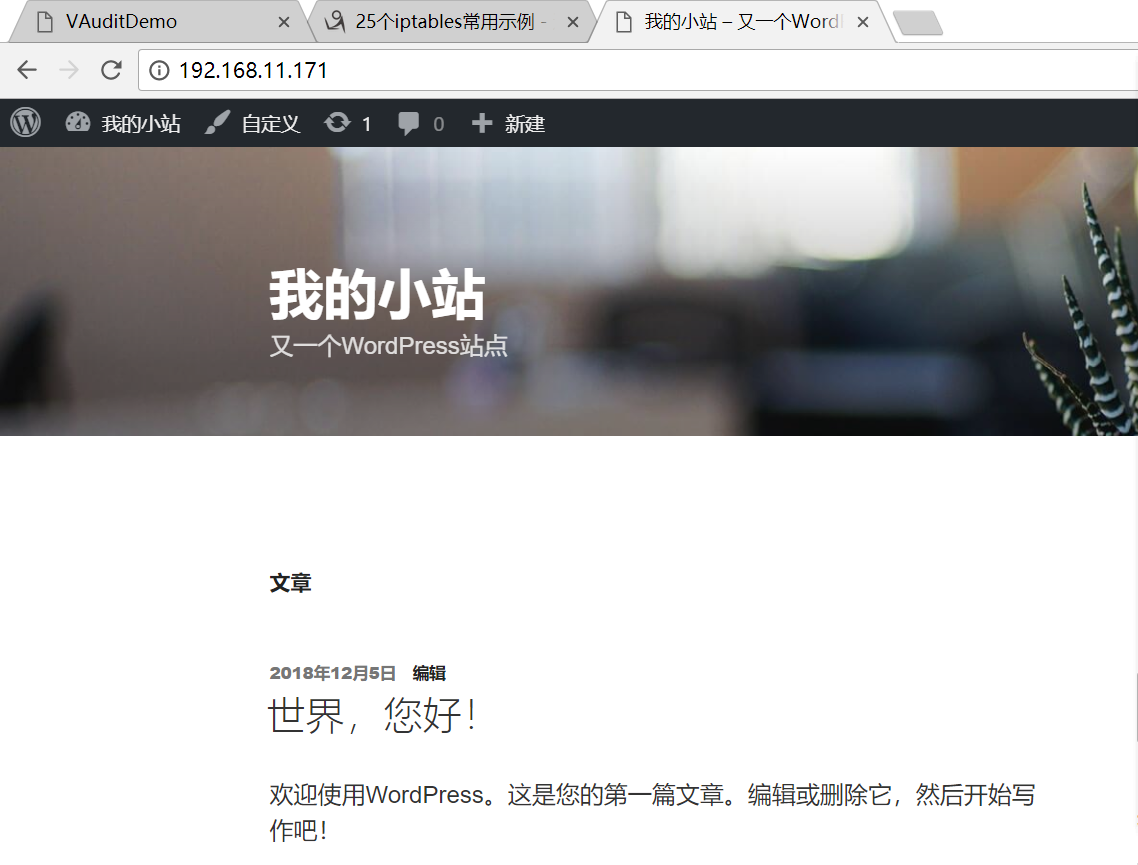 VAuditDemo
25个iptables常用示例 -
我的小站 – 又一个Word
192.168.11.171
我的小站 自定义 1 0 新建
我的小站
又一个WordPress站点
文章
2018年12月5日 编辑
世界，您好！
欢迎使用WordPress。这是您的第一篇文章。编辑或删除它，然后开始写
作吧！